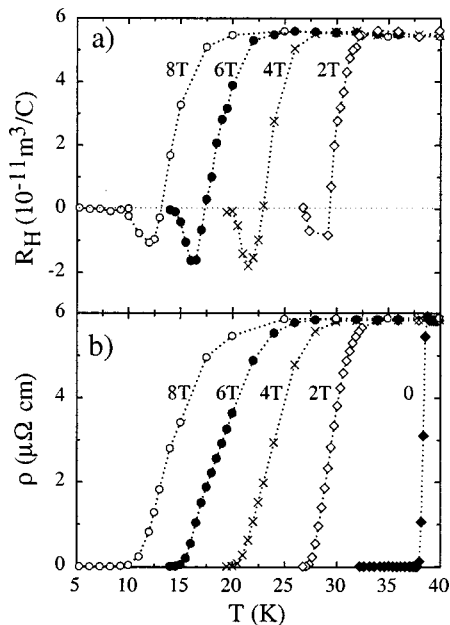 a)
6
4
2
0
-2
R_H (10⁻¹¹m³/C)
8T 6T 4T 2T
b)
6
4
2
0
ρ (μΩ cm)
8T 6T 4T 2T 0
5 10 15 20 25 30 35 40
T (K)